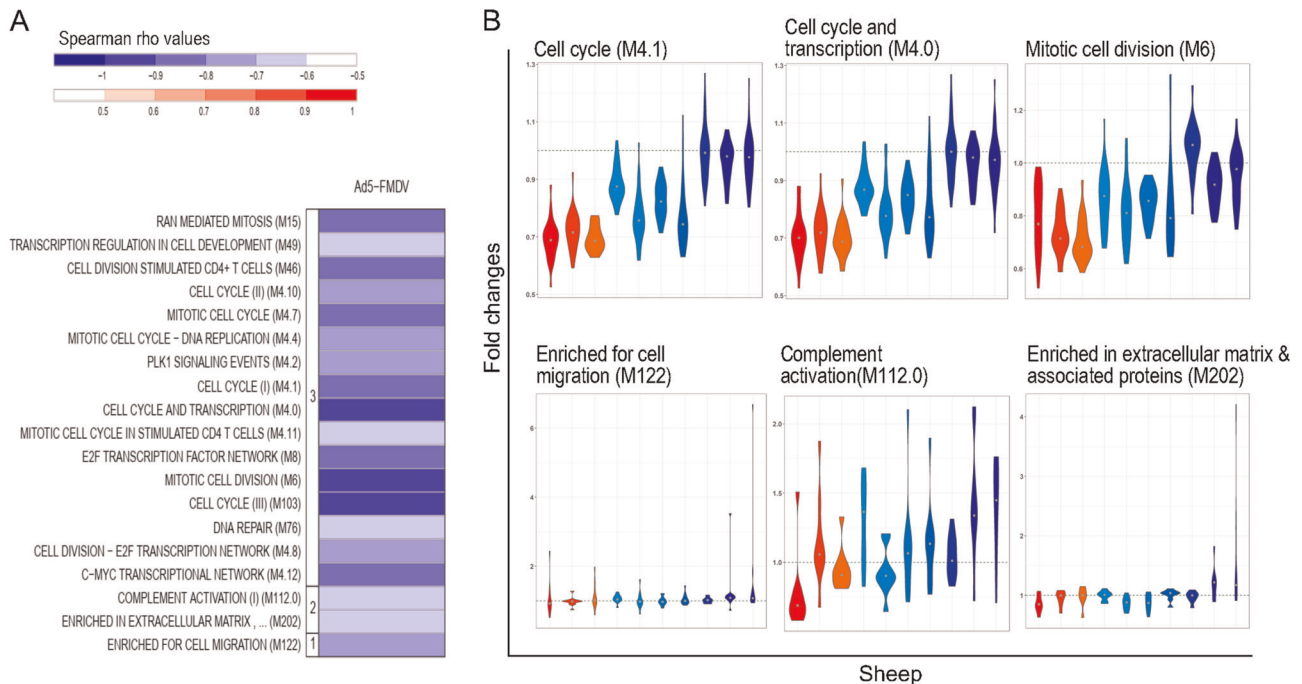 A
Spearman rho values
−1 −0.9 −0.8 −0.7 −0.6 −0.5
0.5 0.6 0.7 0.8 0.9 1
Ad5−FMDV
RAN MEDIATED MITOSIS (M15)
TRANSCRIPTION REGULATION IN CELL DEVELOPMENT (M49)
CELL DIVISION STIMULATED CD4+ T CELLS (M46)
CELL CYCLE (II) (M4.10)
MITOTIC CELL CYCLE (M4.7)
MITOTIC CELL CYCLE − DNA REPLICATION (M4.4)
PLK1 SIGNALING EVENTS (M4.2)
CELL CYCLE (I) (M4.1)
CELL CYCLE AND TRANSCRIPTION (M4.0)
MITOTIC CELL CYCLE IN STIMULATED CD4 T CELLS (M4.11)
E2F TRANSCRIPTION FACTOR NETWORK (M8)
MITOTIC CELL DIVISION (M6)
CELL CYCLE (III) (M103)
DNA REPAIR (M76)
CELL DIVISION − E2F TRANSCRIPTION NETWORK (M4.8)
C−MYC TRANSCRIPTIONAL NETWORK (M4.12)
COMPLEMENT ACTIVATION (I) (M112.0)
ENRICHED IN EXTRACELLULAR MATRIX , ... (M202)
ENRICHED FOR CELL MIGRATION (M122)
3
2
1
B
Fold changes
Cell cycle (M4.1)
1.3
1.1
0.9
0.7
0.5
Cell cycle and
transcription (M4.0)
1.3
1.1
0.9
0.7
0.5
Mitotic cell division (M6)
1.2
1.0
0.8
0.6
Enriched for cell
migration (M122)
6
4
2
1
Complement
activation(M112.0)
2.0
1.5
1.0
Enriched in extracellular matrix &
associated proteins (M202)
4
3
2
1
Sheep